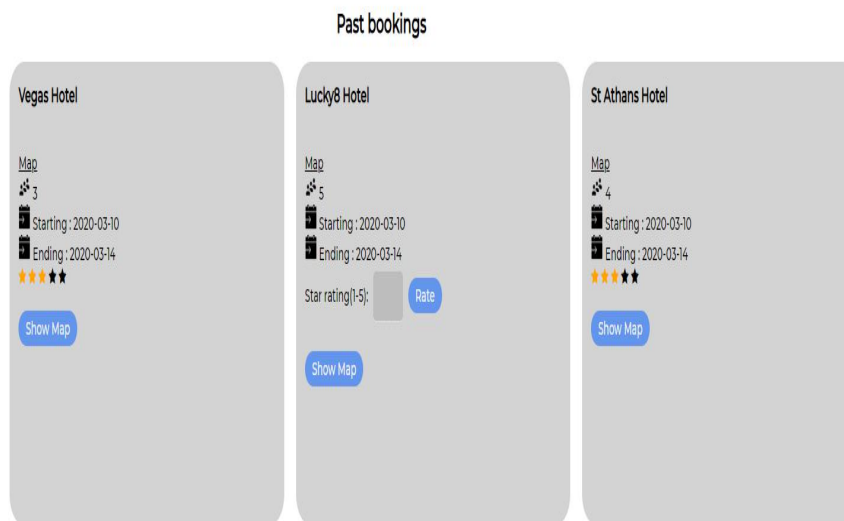 Past bookings
Vegas Hotel
Map
3
Starting : 2020-03-10
Ending : 2020-03-14
Show Map
Lucky8 Hotel
Map
5
Starting : 2020-03-10
Ending : 2020-03-14
Star rating(1-5):
Rate
Show Map
St Athans Hotel
Map
4
Starting : 2020-03-10
Ending : 2020-03-14
Show Map